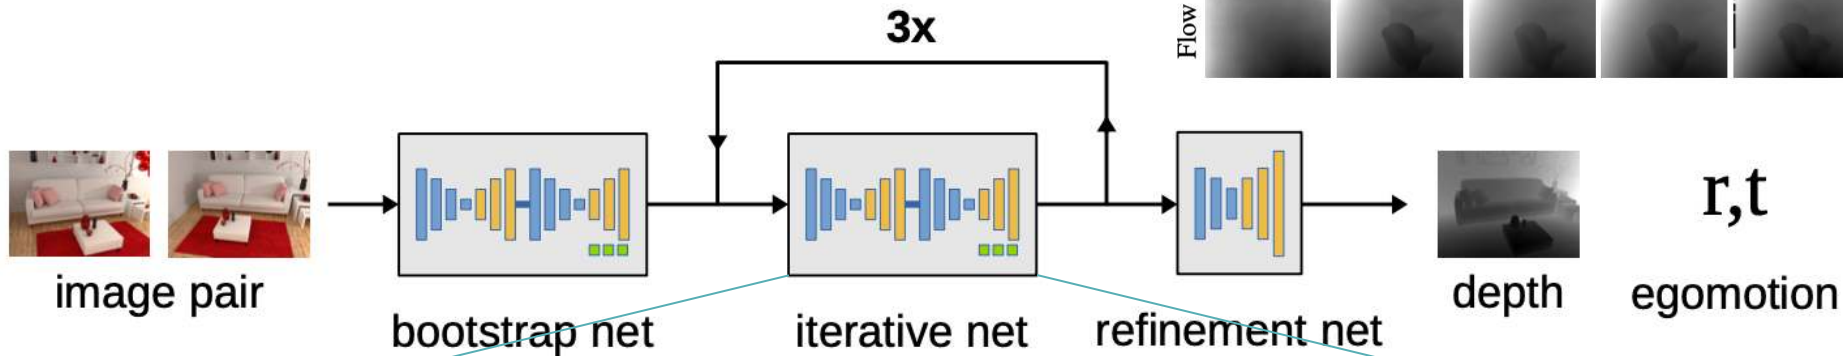 3x
Flow
r,t
image pair
bootstrap net
iterative net
refinement net
depth
egomotion